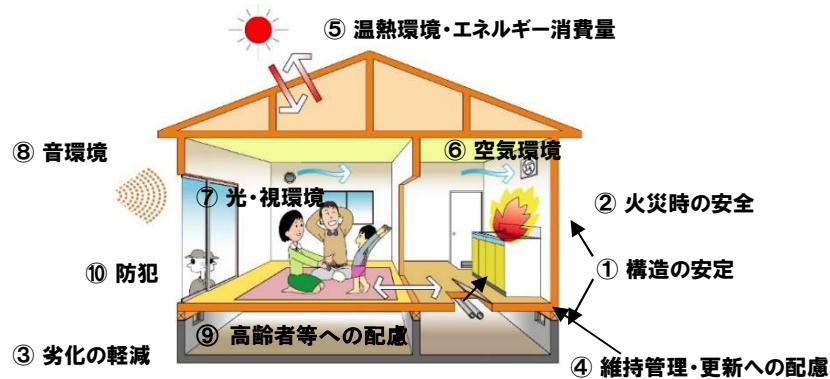 ⑤ 温熱環境・エネルギー消費量
⑧ 音環境
⑥ 空気環境
⑦ 光・視環境
② 火災時の安全
⑩ 防犯
① 構造の安定
⑨ 高齢者等への配慮
③ 劣化の軽減
④ 維持管理・更新への配慮